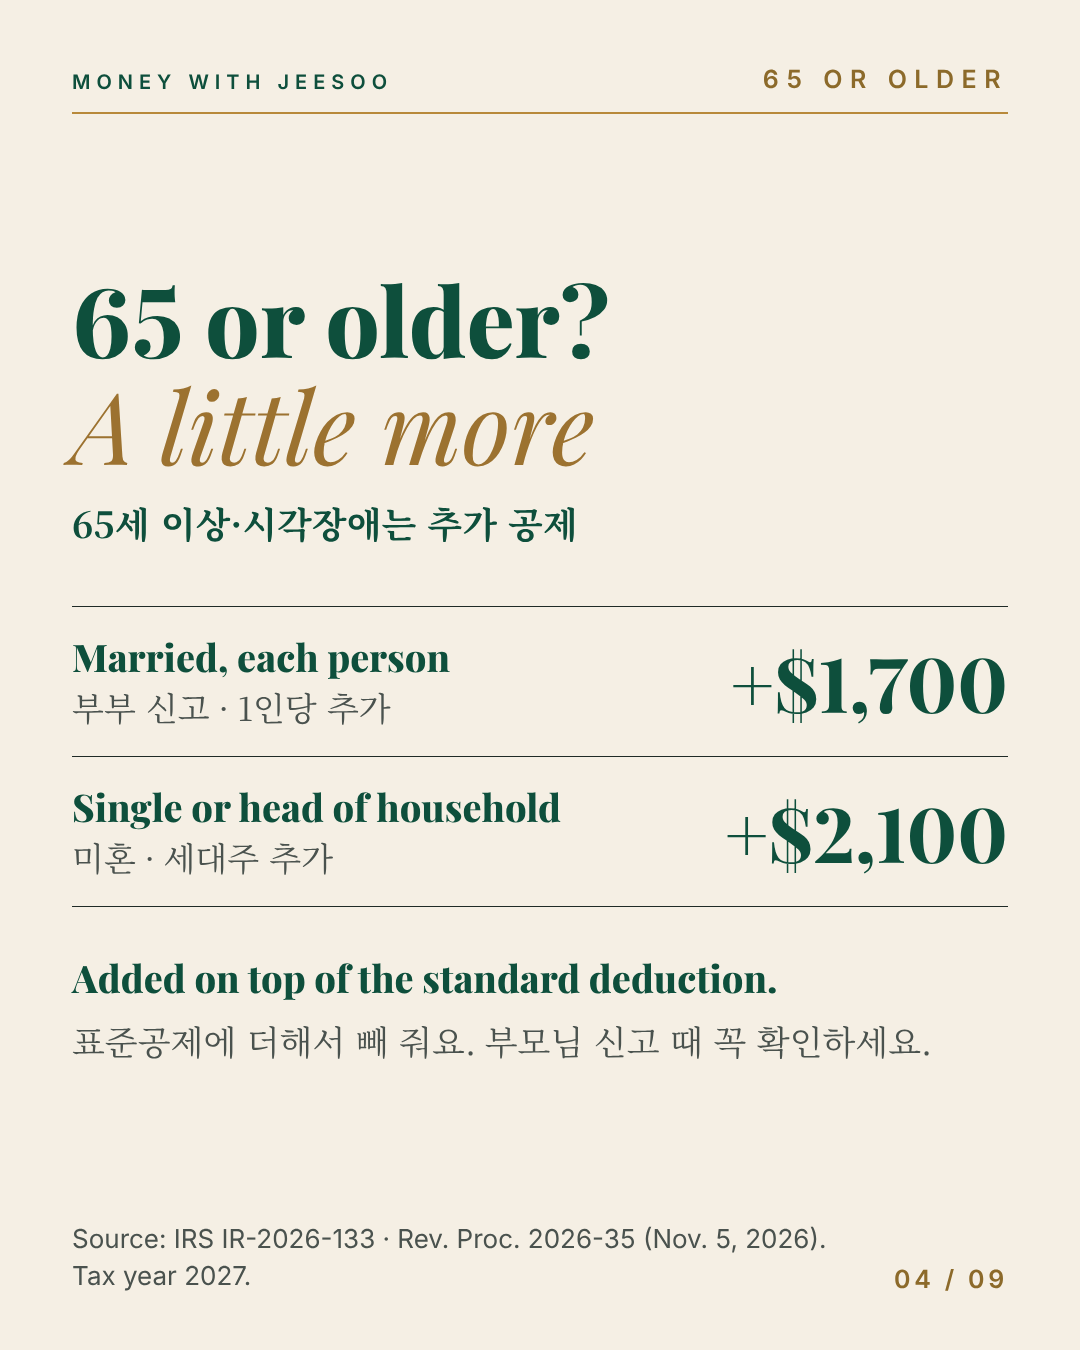 MONEY WITH JEESOO
65 OR OLDER
65 or older?
A little more
65세 이상·시각장애는 추가 공제
Married, each person
부부 신고 · 1인당 추가
+$1,700
Single or head of household
미혼 · 세대주 추가
+$2,100
Added on top of the standard deduction.
표준공제에 더해서 빼 줘요. 부모님 신고 때 꼭 확인하세요.
Source: IRS IR-2026-133 · Rev. Proc. 2026-35 (Nov. 5, 2026).
Tax year 2027.
04 / 09